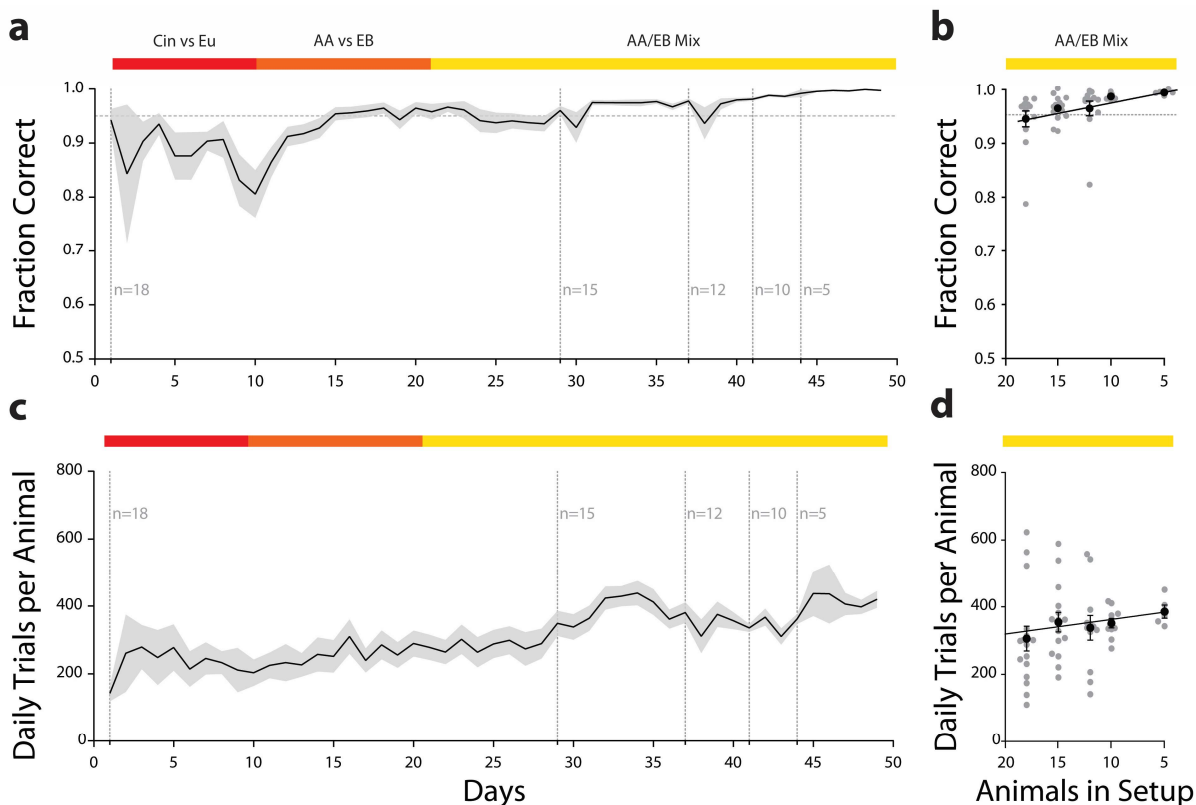 a
Cin vs Eu
AA vs EB
AA/EB Mix
Fraction Correct
1.0
0.9
0.8
0.7
0.6
0.5
n=18
n=15
n=12
n=10
n=5
0 5 10 15 20 25 30 35 40 45 50
b
AA/EB Mix
Fraction Correct
1.0
0.9
0.8
0.7
0.6
0.5
20 15 10 5
c
Daily Trials per Animal
800
600
400
200
0
n=18
n=15
n=12
n=10
n=5
0 5 10 15 20 25 30 35 40 45 50
Days
d
Daily Trials per Animal
800
600
400
200
0
20 15 10 5
Animals in Setup